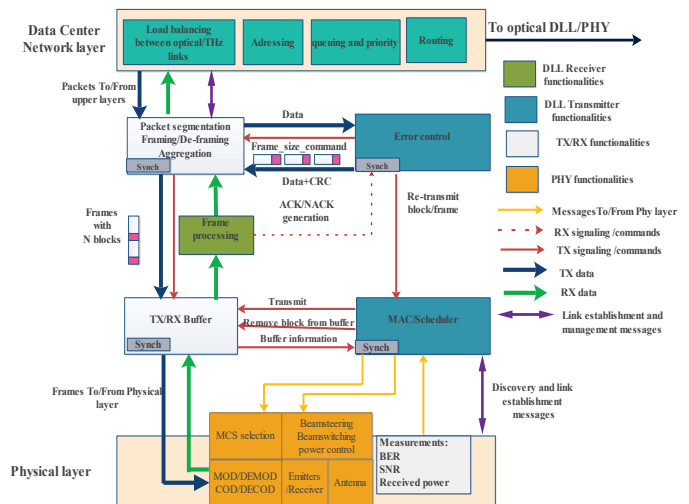 Data Center
Network layer
Load balancing
between optical/THz
links
Adressing
queuing and priority
Routing
To optical DLL/PHY
Packets To/From
upper layers
Data
Packet segmentation
Framing/De-framing
Aggregation
Synch
Frame_size_command
Error control
Synch
Data+CRC
ACK/NACK
generation
Re-transmit
block/frame
Frames
with
N blocks
Frame
processing
Transmit
TX/RX Buffer
Synch
Remove block from buffer
Buffer information
MAC/Scheduler
Synch
Frames To/From Physical
layer
Discovery and link
establishment
messages
MCS selection
Beamsteering
Beamswitching
power control
Measurements:
BER
SNR
Received power
Physical layer
MOD/DEMOD
COD/DECOD
Emitters
/Receiver
Antenna
DLL Receiver
functionalities
DLL Transmitter
functionalities
TX/RX functionalities
PHY functionalities
MessagesTo/From Phy layer
RX signaling /commands
TX signaling /commands
TX data
RX data
Link establishment and
management messages